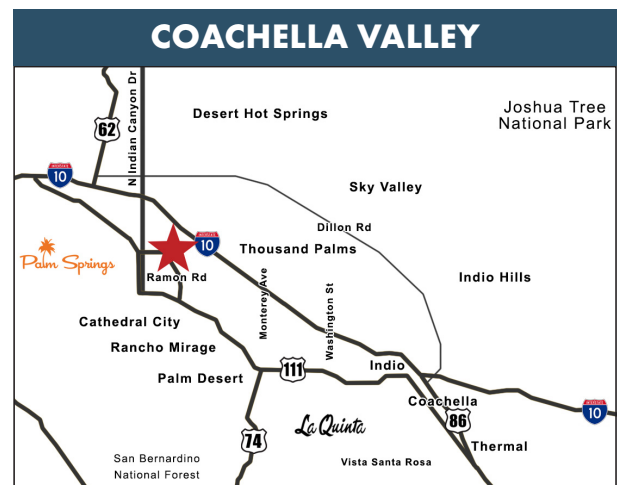 COACHELLA VALLEY
N Indian Canyon Dr
Desert Hot Springs
Joshua Tree
National Park
62
10
Sky Valley
Dillon Rd
10
Thousand Palms
Palm Springs
Ramon Rd
Indio Hills
Monterey Ave
Washington St
Cathedral City
Rancho Mirage
Palm Desert
111
Indio
Coachella
10
86
La Quinta
74
Thermal
San Bernardino
National Forest
Vista Santa Rosa